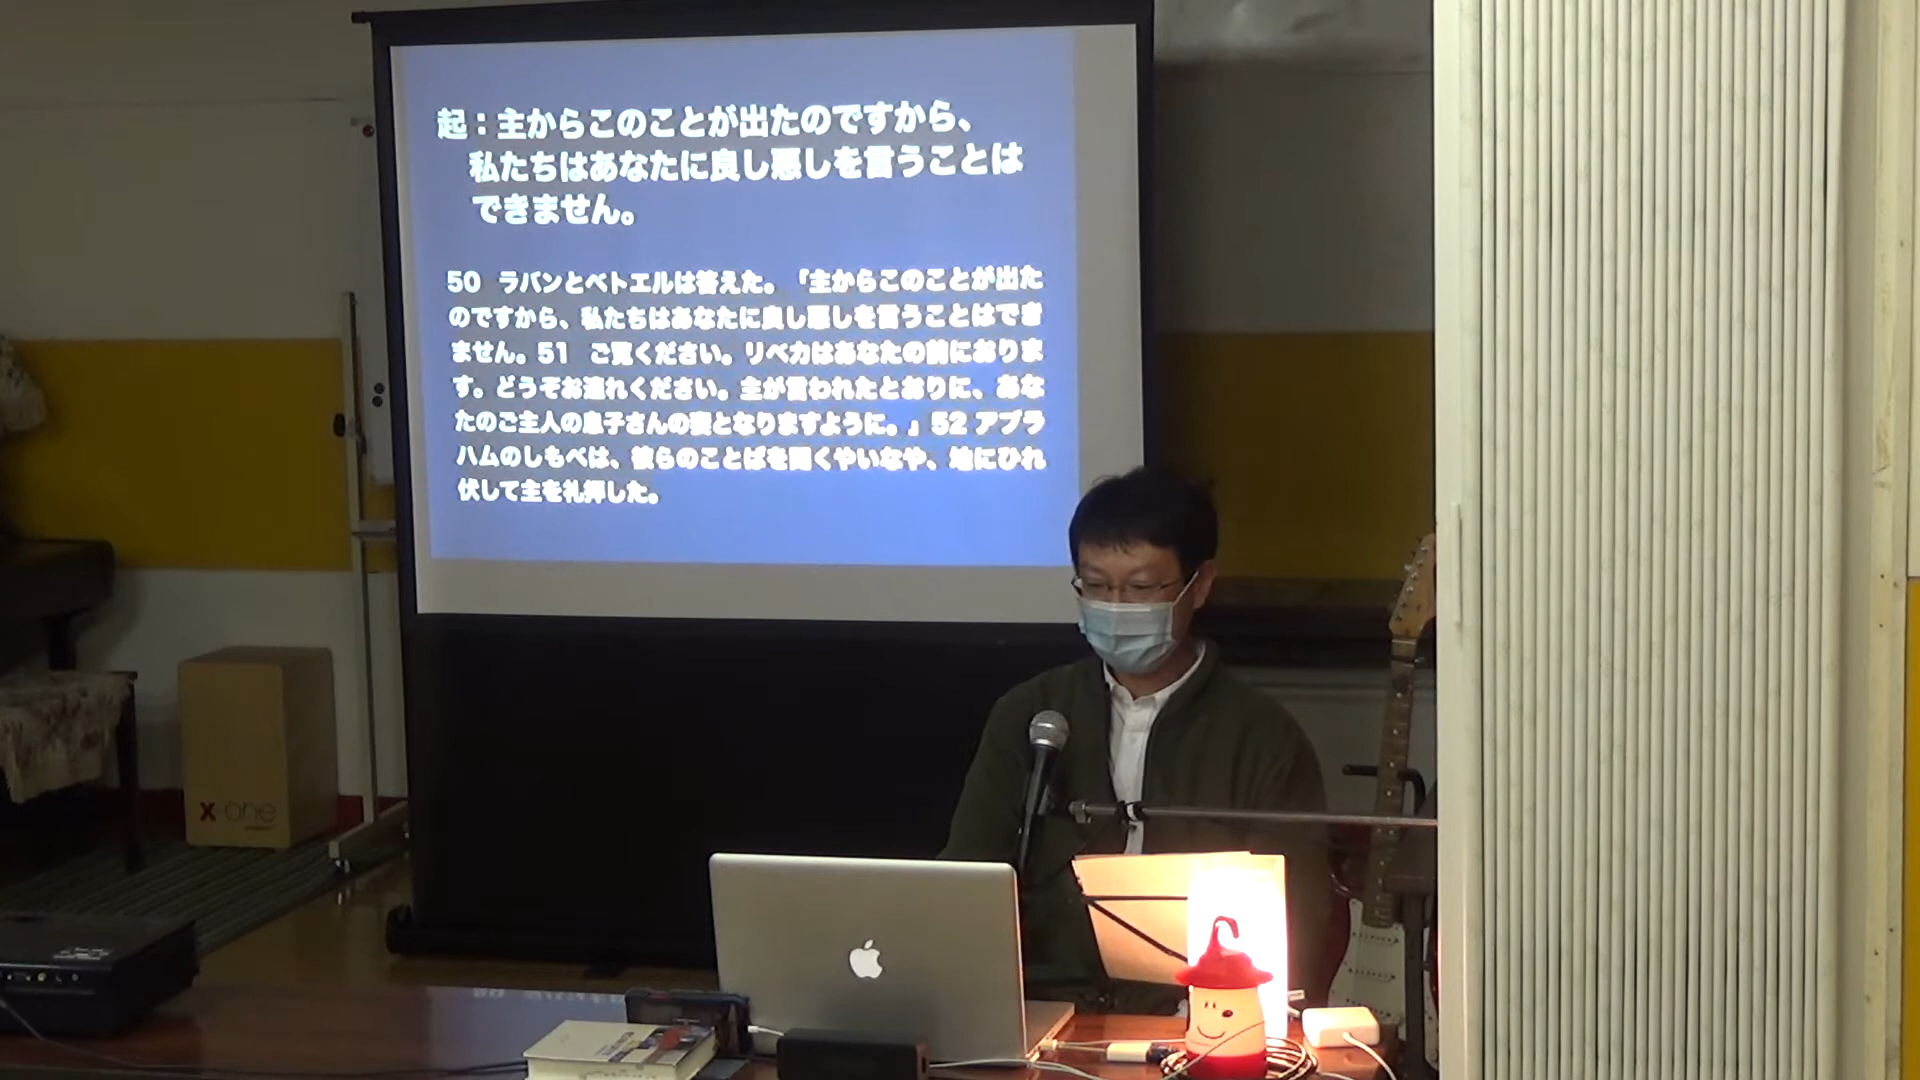 起：主からこのことが出たのですから、
私たちはあなたに良し悪しを言うことは
できません。
50 ラバンとベトエルは答えた。「主からこのことが出た
のですから、私たちはあなたに良し悪しを言うことはでき
ません。51 ご覧ください。リベカはあなたの前におりま
す。どうぞお連れください。主が言われたとおりに、あな
たのご主人の息子さんの妻となりますように。」52 アブラ
ハムのしもべは、彼らのことばを聞くやいなや、地にひれ
伏して主を礼拝した。
x-one